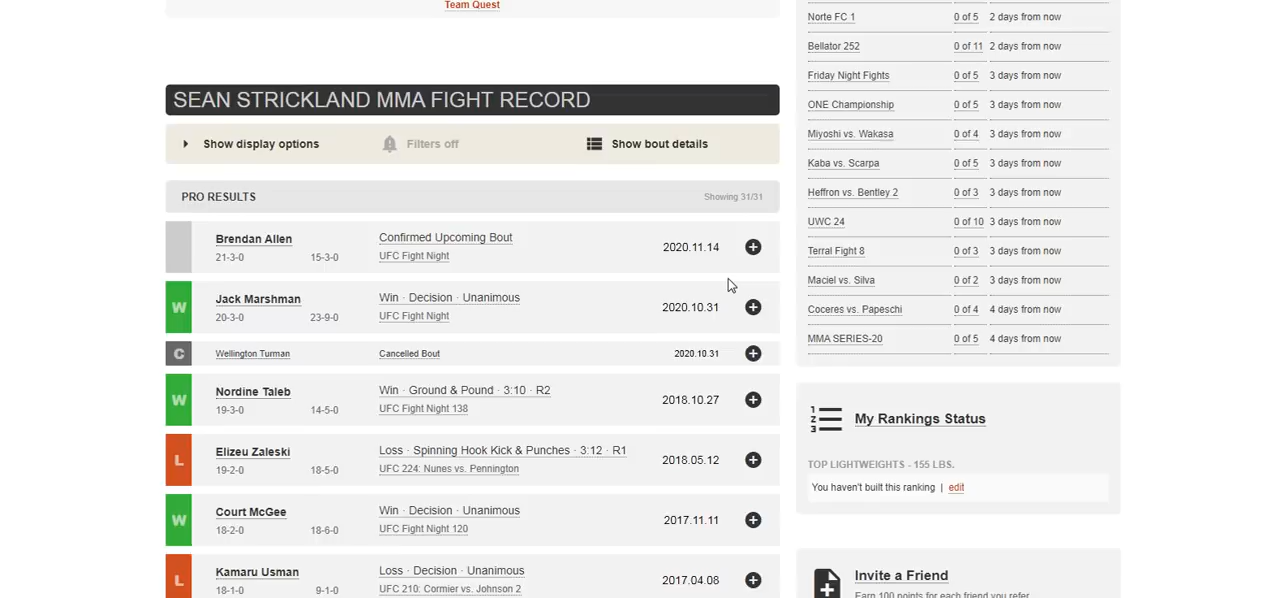 Team Quest
SEAN STRICKLAND MMA FIGHT RECORD
Show display options Filters off Show bout details
PRO RESULTS Showing 31/31
Brendan Allen Confirmed Upcoming Bout 2020.11.14
21-3-0 15-3-0 UFC Fight Night
W Jack Marshman Win · Decision · Unanimous 2020.10.31
20-3-0 23-9-0 UFC Fight Night
C Wellington Turman Cancelled Bout 2020.10.31
W Nordine Taleb Win · Ground & Pound · 3:10 · R2 2018.10.27
19-3-0 14-5-0 UFC Fight Night 138
L Elizeu Zaleski Loss · Spinning Hook Kick & Punches · 3:12 · R1 2018.05.12
19-2-0 18-5-0 UFC 224: Nunes vs. Pennington
W Court McGee Win · Decision · Unanimous 2017.11.11
18-2-0 18-6-0 UFC Fight Night 120
L Kamaru Usman Loss · Decision · Unanimous 2017.04.08
18-1-0 9-1-0 UFC 210: Cormier vs. Johnson 2
Norte FC 1 0 of 5 2 days from now
Bellator 252 0 of 11 2 days from now
Friday Night Fights 0 of 5 3 days from now
ONE Championship 0 of 5 3 days from now
Miyoshi vs. Wakasa 0 of 4 3 days from now
Kaba vs. Scarpa 0 of 5 3 days from now
Heffron vs. Bentley 2 0 of 3 3 days from now
UWC 24 0 of 10 3 days from now
Terral Fight 8 0 of 3 3 days from now
Maciel vs. Silva 0 of 2 3 days from now
Coceres vs. Papeschi 0 of 4 4 days from now
MMA SERIES-20 0 of 5 4 days from now
My Rankings Status
TOP LIGHTWEIGHTS - 155 LBS.
You haven't built this ranking | edit
Invite a Friend
Earn 100 points for each friend you refer